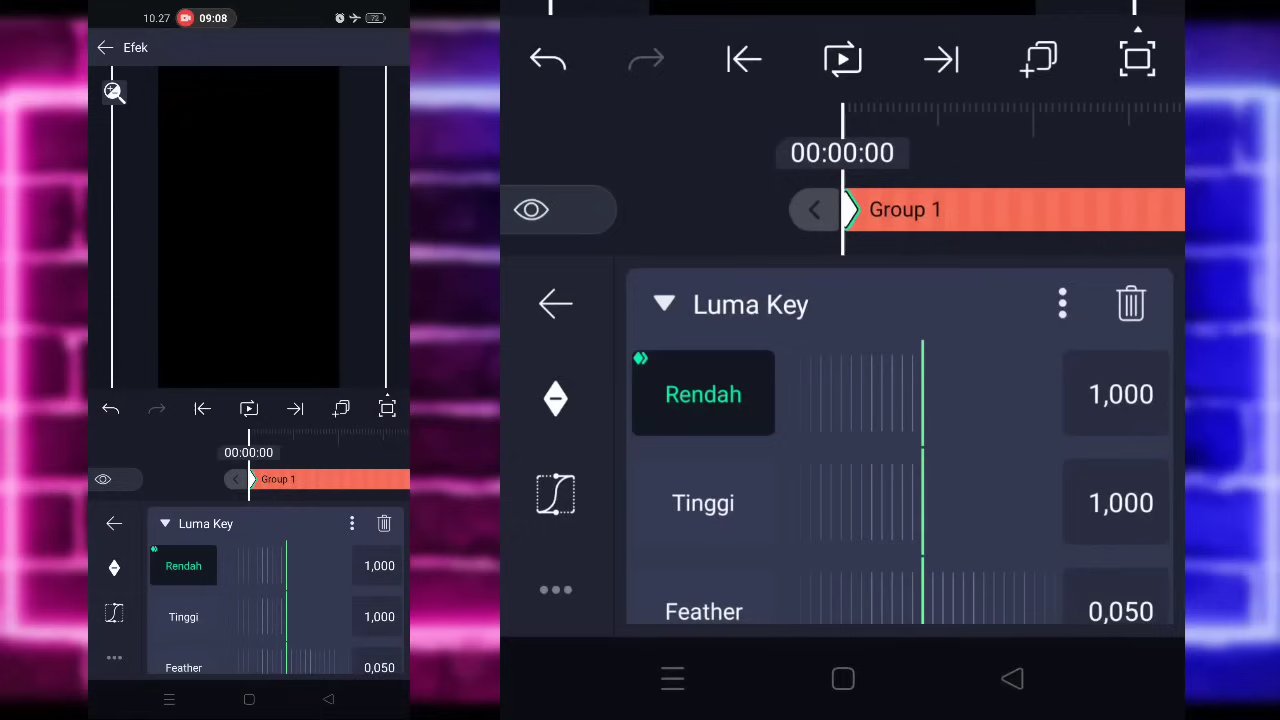 10.27
09:08
72
Efek
00:00:00
Group 1
Luma Key
Rendah
1,000
Tinggi
1,000
Feather
0,050
00:00:00
Group 1
Luma Key
Rendah
1,000
Tinggi
1,000
Feather
0,050